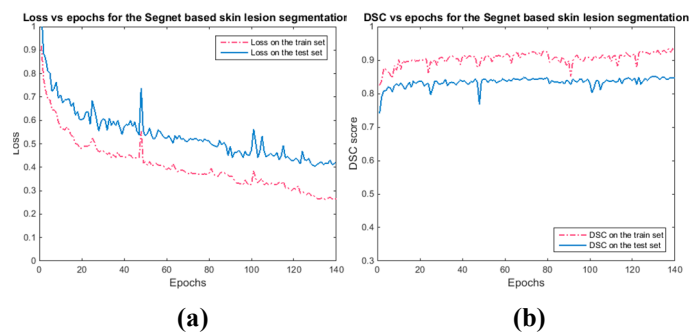 Loss vs epochs for the Segnet based skin lesion segmentation
Loss on the train set
Loss on the test set
1
0.9
0.8
0.7
0.6
0.5
0.4
0.3
0.2
0.1
0
Loss
0 20 40 60 80 100 120 140
Epochs
(a)
DSC vs epochs for the Segnet based skin lesion segmentation
1
0.9
0.8
0.7
0.6
0.5
0.4
0.3
DSC score
DSC on the train set
DSC on the test set
0 20 40 60 80 100 120 140
Epochs
(b)